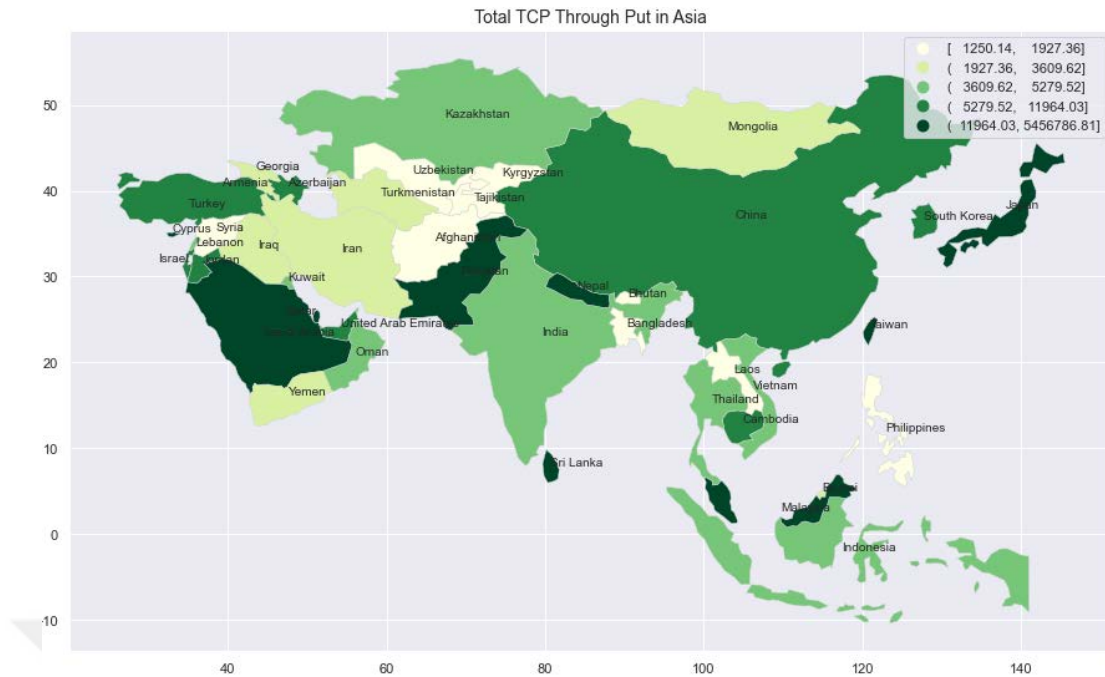 Total TCP Through Put in Asia
[ 1250.14, 1927.36]
( 1927.36, 3609.62]
( 3609.62, 5279.52]
( 5279.52, 11964.03]
( 11964.03, 5456786.81]
50
40
30
20
10
0
-10
40
60
80
100
120
140
Kazakhstan
Mongolia
Georgia
Uzbekistan
Kyrgyzstan
Armenia
Azerbaijan
Turkmenistan
Tajikistan
Turkey
China
Japan
South Korea
Cyprus
Syria
Afghanistan
Lebanon
Iraq
Iran
Israel
Jordan
Pakistan
Kuwait
Nepal
Bhutan
Qatar
United Arab Emirates
Saudi Arabia
India
Bangladesh
Taiwan
Oman
Laos
Yemen
Vietnam
Thailand
Cambodia
Philippines
Sri Lanka
Brunei
Malaysia
Indonesia